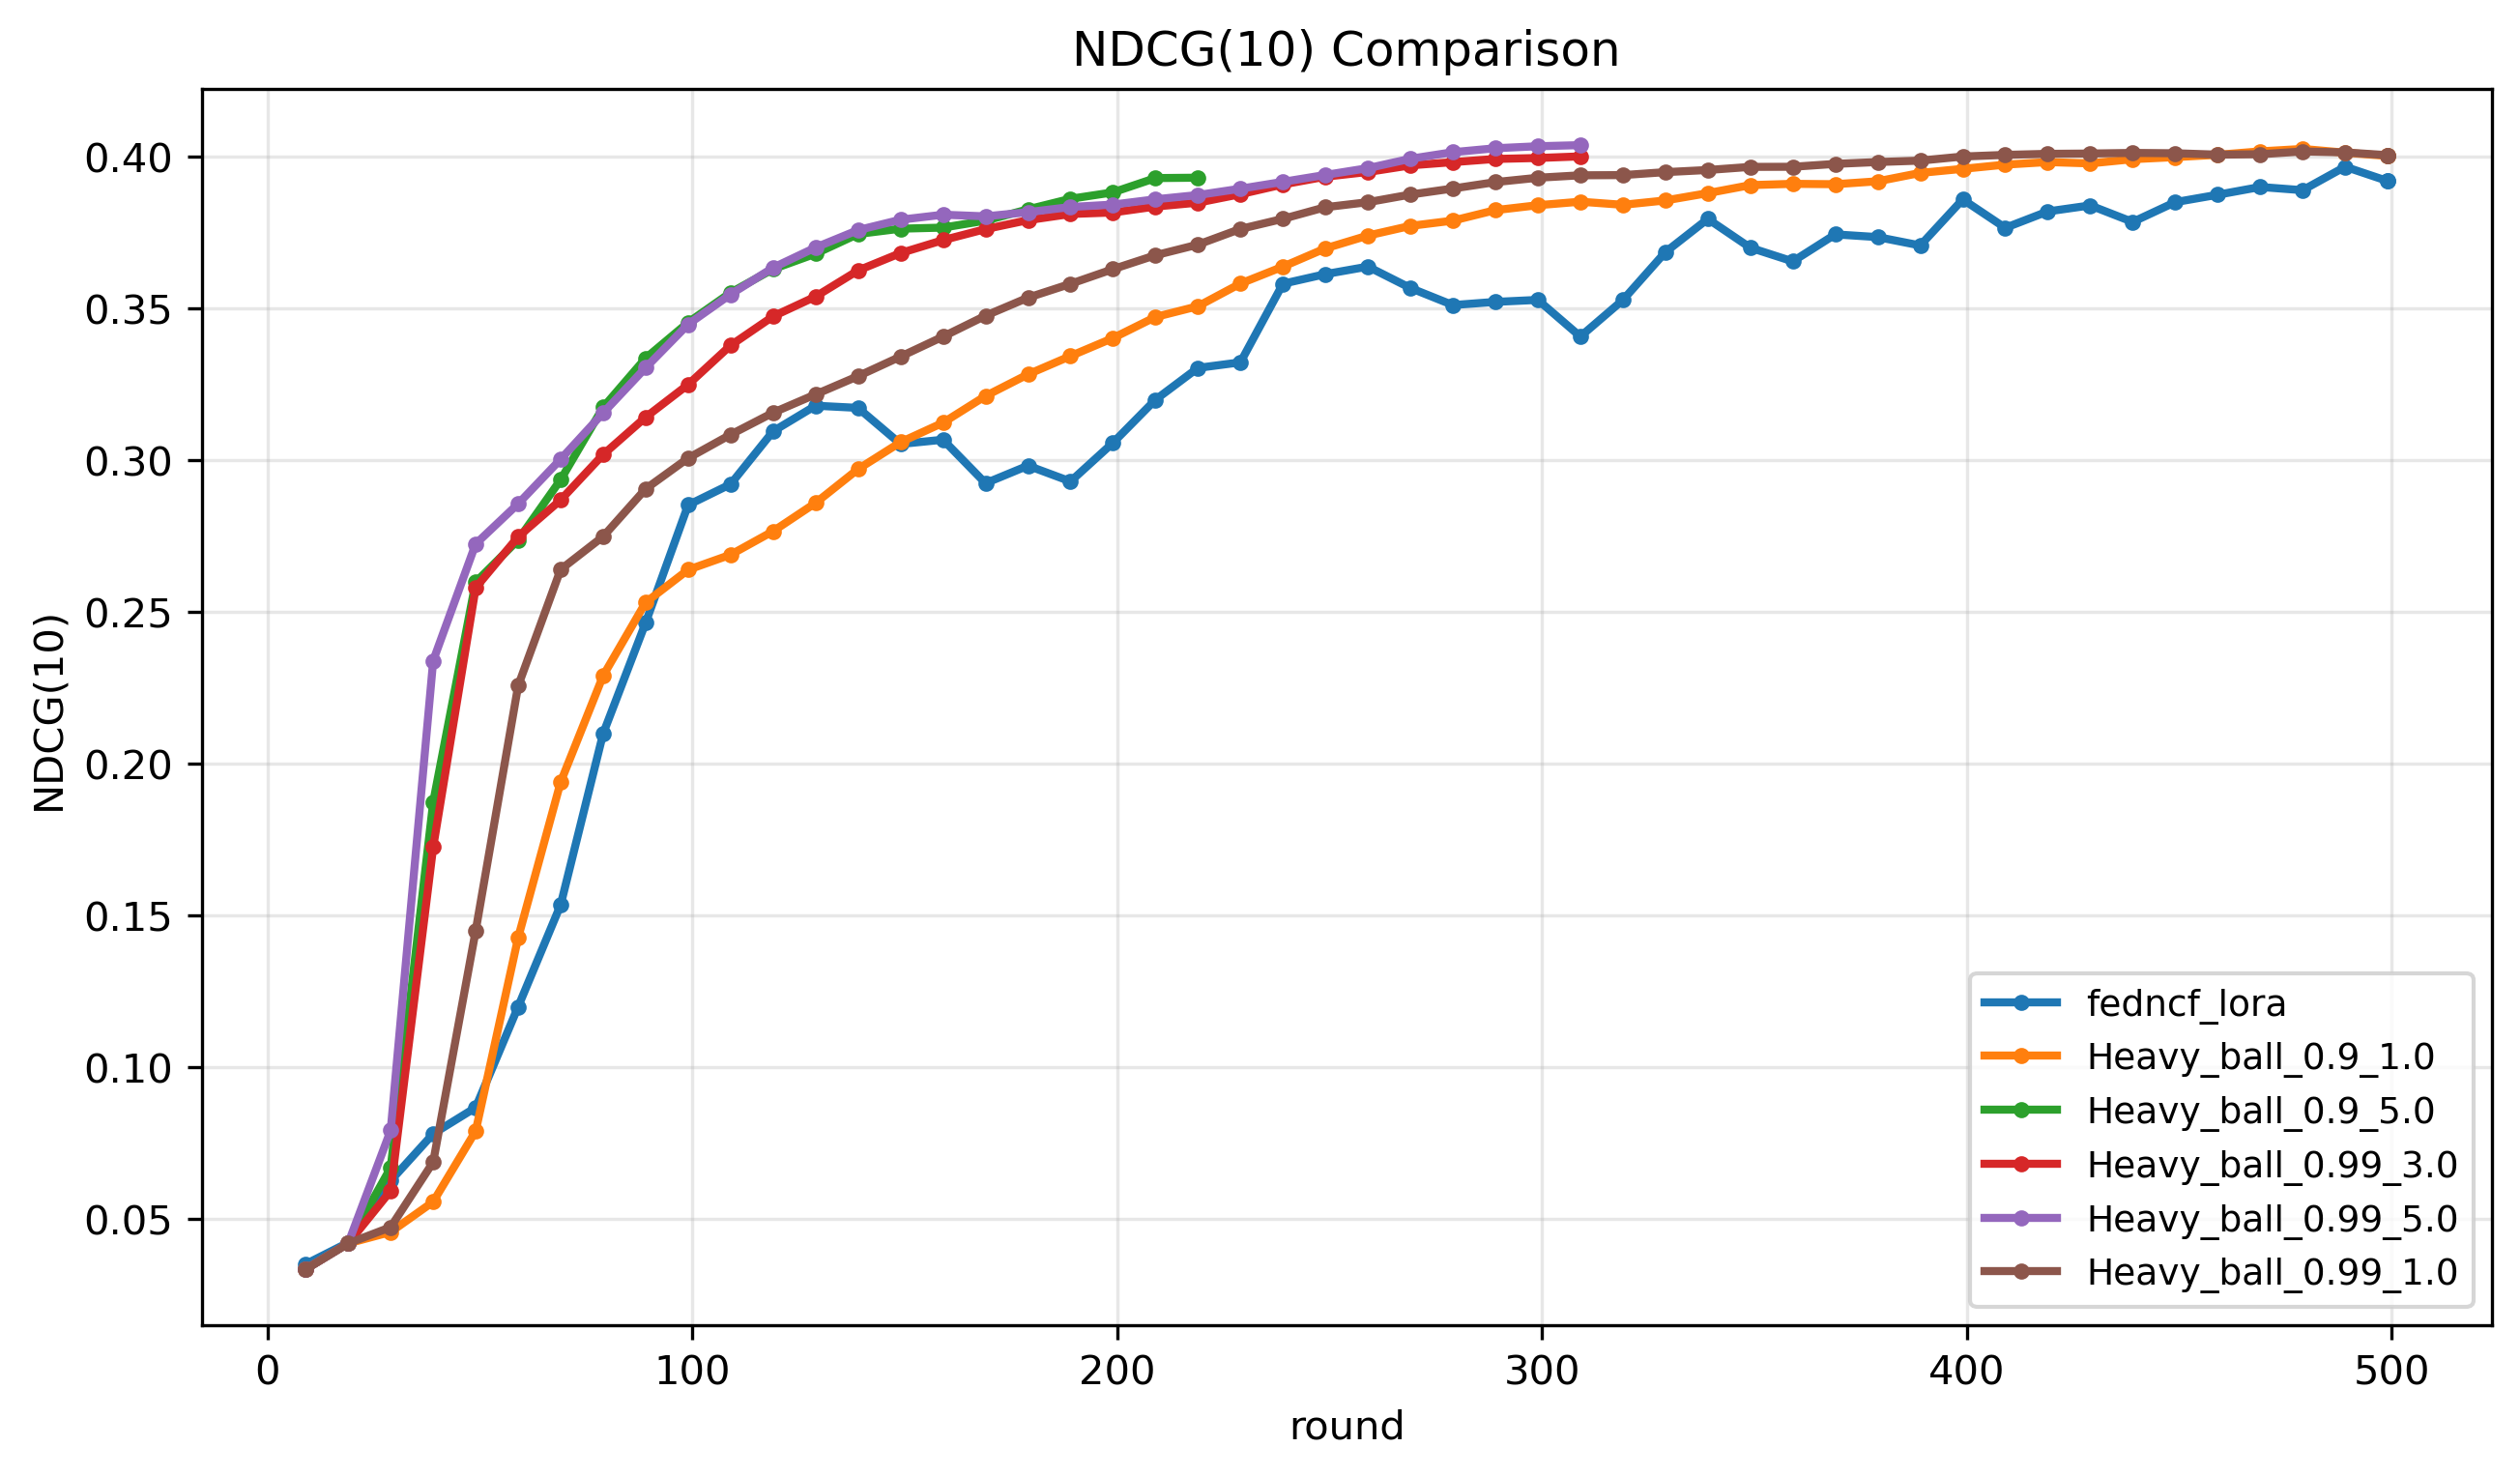 NDCG(10) Comparison
NDCG(10)
0.40
0.35
0.30
0.25
0.20
0.15
0.10
0.05
0
100
200
300
400
500
round
fedncf_lora
Heavy_ball_0.9_1.0
Heavy_ball_0.9_5.0
Heavy_ball_0.99_3.0
Heavy_ball_0.99_5.0
Heavy_ball_0.99_1.0